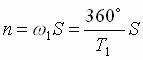 n = ω₁S = 360°/T₁ S